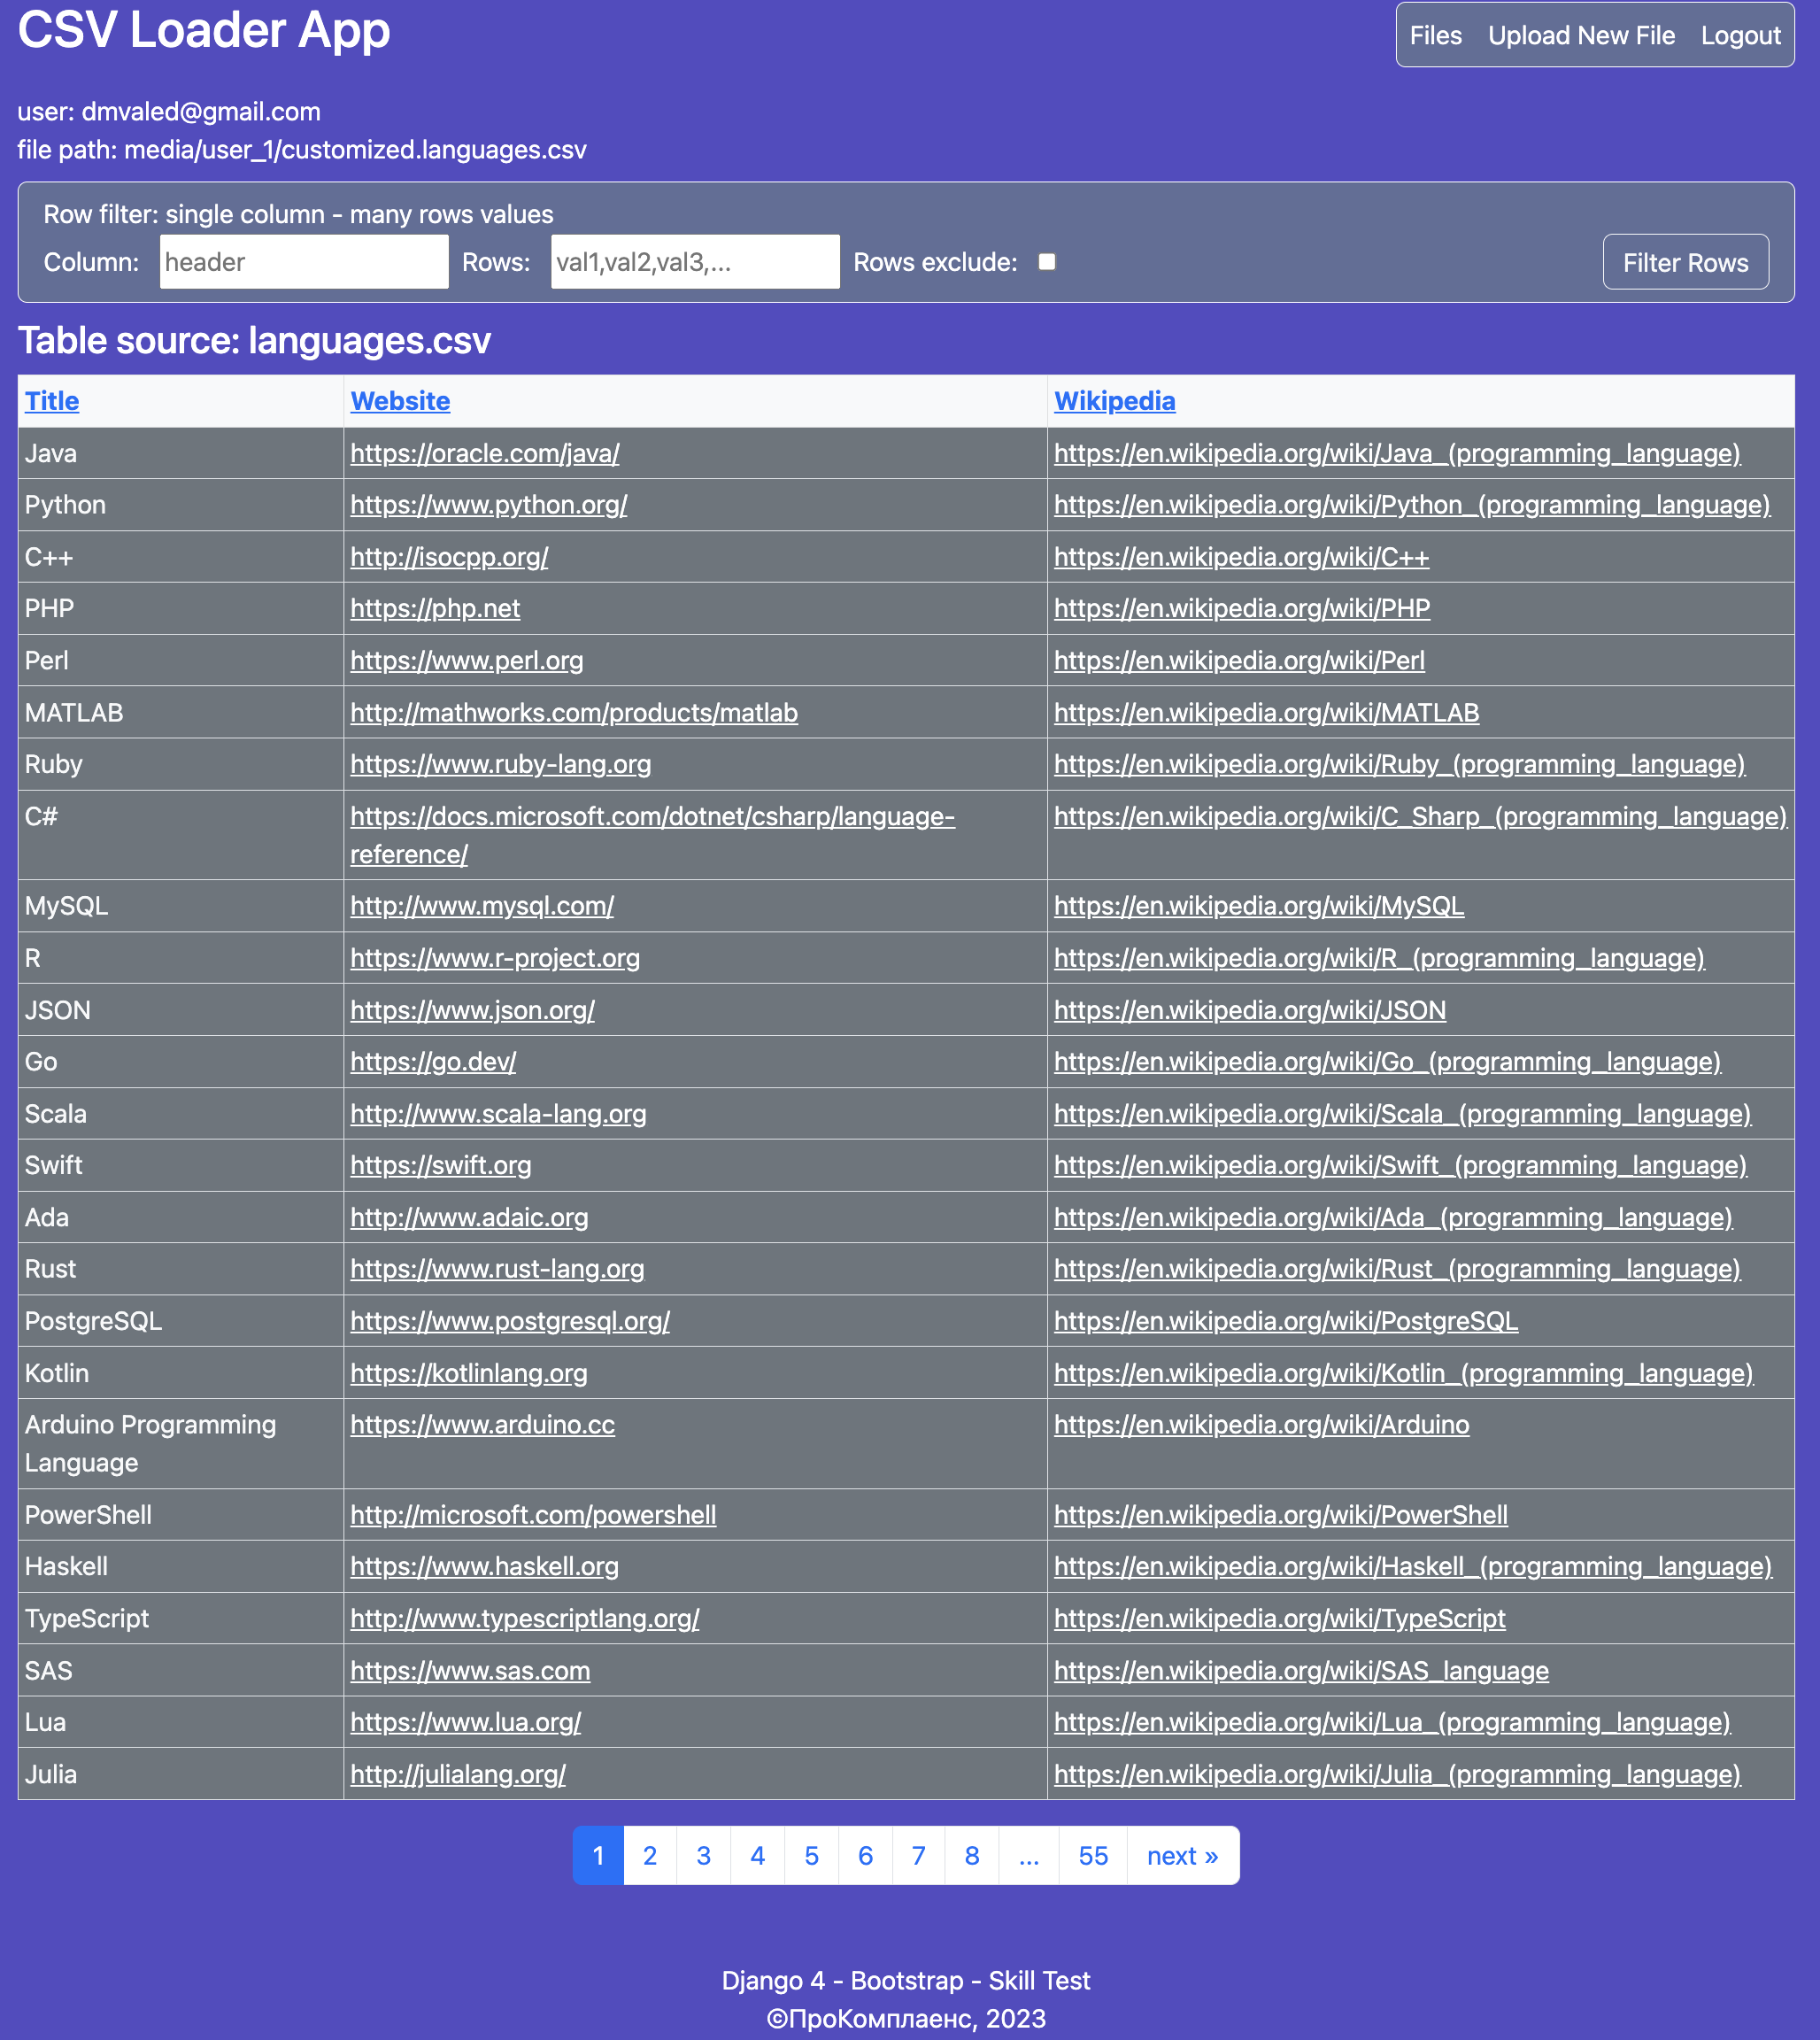 CSV Loader App
Files Upload New File Logout
user: dmvaled@gmail.com
file path: media/user_1/customized.languages.csv
Row filter: single column - many rows values
Column: header Rows: val1,val2,val3,... Rows exclude: Filter Rows
Table source: languages.csv
Title Website Wikipedia
Java https://oracle.com/java/ https://en.wikipedia.org/wiki/Java_(programming_language)
Python https://www.python.org/ https://en.wikipedia.org/wiki/Python_(programming_language)
C++ http://isocpp.org/ https://en.wikipedia.org/wiki/C++
PHP https://php.net https://en.wikipedia.org/wiki/PHP
Perl https://www.perl.org https://en.wikipedia.org/wiki/Perl
MATLAB http://mathworks.com/products/matlab https://en.wikipedia.org/wiki/MATLAB
Ruby https://www.ruby-lang.org https://en.wikipedia.org/wiki/Ruby_(programming_language)
C# https://docs.microsoft.com/dotnet/csharp/language- https://en.wikipedia.org/wiki/C_Sharp_(programming_language)
reference/
MySQL http://www.mysql.com/ https://en.wikipedia.org/wiki/MySQL
R https://www.r-project.org https://en.wikipedia.org/wiki/R_(programming_language)
JSON https://www.json.org/ https://en.wikipedia.org/wiki/JSON
Go https://go.dev/ https://en.wikipedia.org/wiki/Go_(programming_language)
Scala http://www.scala-lang.org https://en.wikipedia.org/wiki/Scala_(programming_language)
Swift https://swift.org https://en.wikipedia.org/wiki/Swift_(programming_language)
Ada http://www.adaic.org https://en.wikipedia.org/wiki/Ada_(programming_language)
Rust https://www.rust-lang.org https://en.wikipedia.org/wiki/Rust_(programming_language)
PostgreSQL https://www.postgresql.org/ https://en.wikipedia.org/wiki/PostgreSQL
Kotlin https://kotlinlang.org https://en.wikipedia.org/wiki/Kotlin_(programming_language)
Arduino Programming https://www.arduino.cc https://en.wikipedia.org/wiki/Arduino
Language
PowerShell http://microsoft.com/powershell https://en.wikipedia.org/wiki/PowerShell
Haskell https://www.haskell.org https://en.wikipedia.org/wiki/Haskell_(programming_language)
TypeScript http://www.typescriptlang.org/ https://en.wikipedia.org/wiki/TypeScript
SAS https://www.sas.com https://en.wikipedia.org/wiki/SAS_language
Lua https://www.lua.org/ https://en.wikipedia.org/wiki/Lua_(programming_language)
Julia http://julialang.org/ https://en.wikipedia.org/wiki/Julia_(programming_language)
1 2 3 4 5 6 7 8 ... 55 next »
Django 4 - Bootstrap - Skill Test
©ПроКомплаенс, 2023